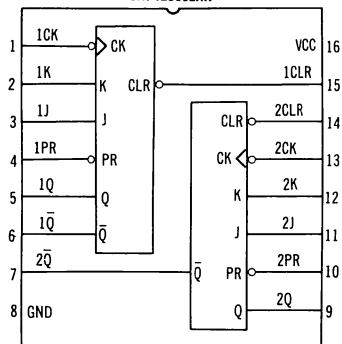 1 1CK CK VCC 16
2 1K K CLR 1CLR 15
3 1J J CLR 2CLR 14
4 1PR PR CK 2CK 13
5 1Q Q K 2K 12
6 1Q̅ Q̅ J 2J 11
7 2Q̅ Q̅ PR 2PR 10
8 GND Q 2Q 9